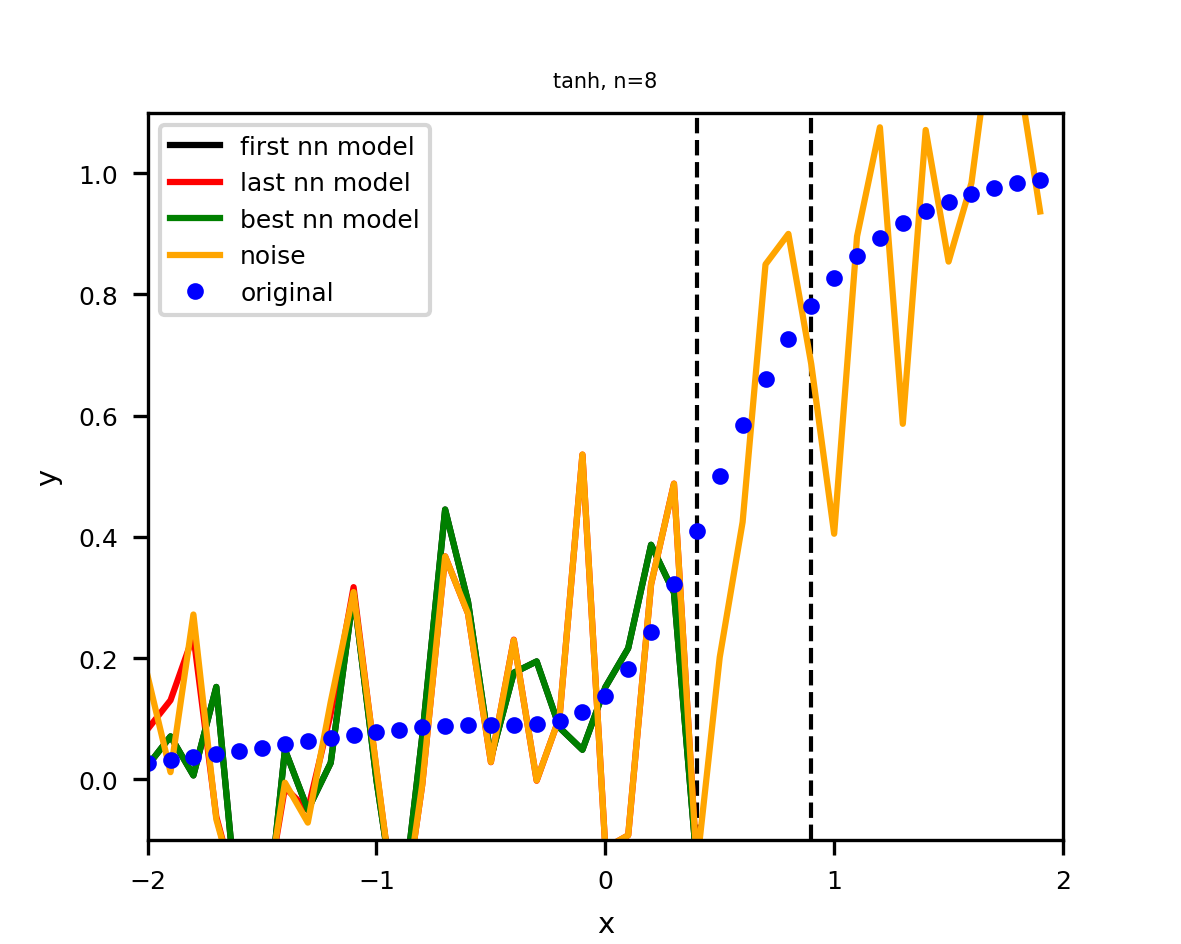 tanh, n=8
first nn model
last nn model
best nn model
noise
original
1.0
0.8
0.6
0.4
0.2
0.0
y
−2
−1
0
1
2
x